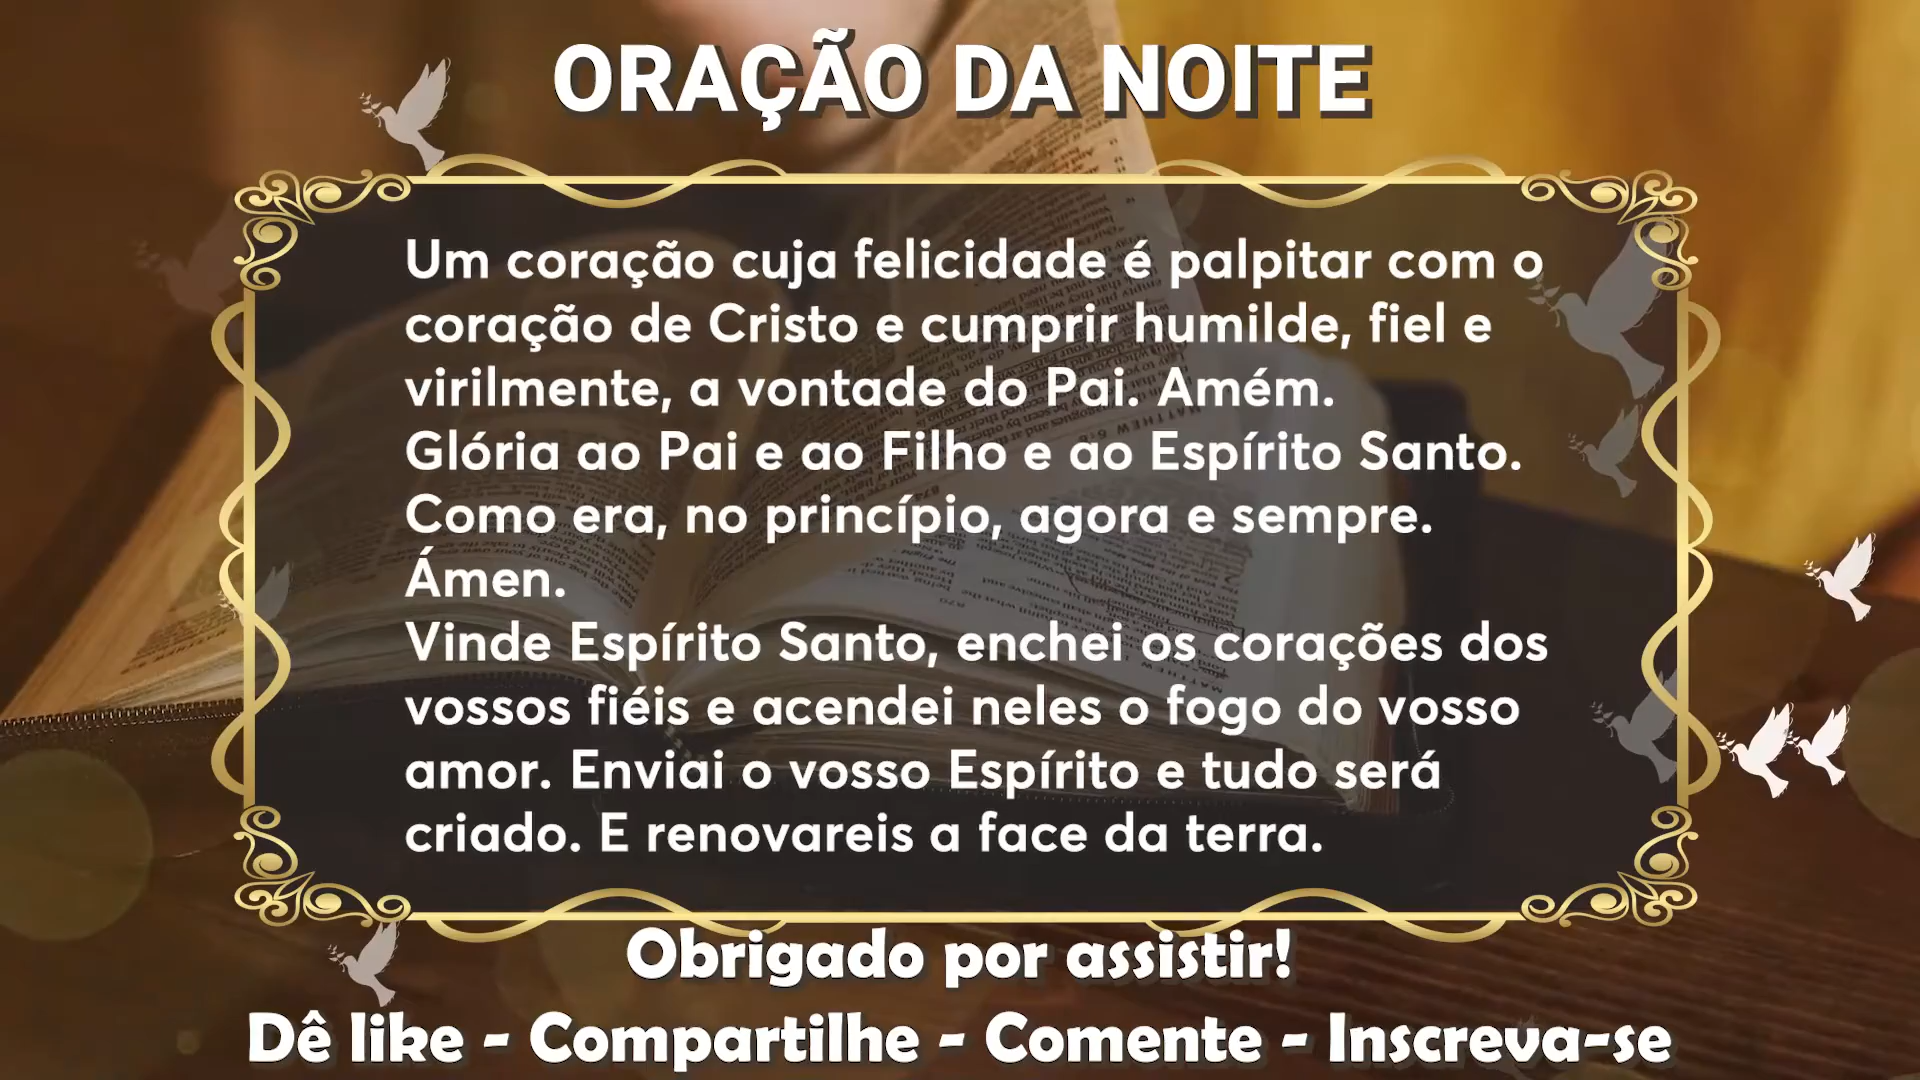 ORAÇÃO DA NOITE
Um coração cuja felicidade é palpitar com o
coração de Cristo e cumprir humilde, fiel e
virilmente, a vontade do Pai. Amém.
Glória ao Pai e ao Filho e ao Espírito Santo.
Como era, no princípio, agora e sempre.
Ámen.
Vinde Espírito Santo, enchei os corações dos
vossos fiéis e acendei neles o fogo do vosso
amor. Enviai o vosso Espírito e tudo será
criado. E renovareis a face da terra.
Obrigado por assistir!
Dê like - Compartilhe - Comente - Inscreva-se